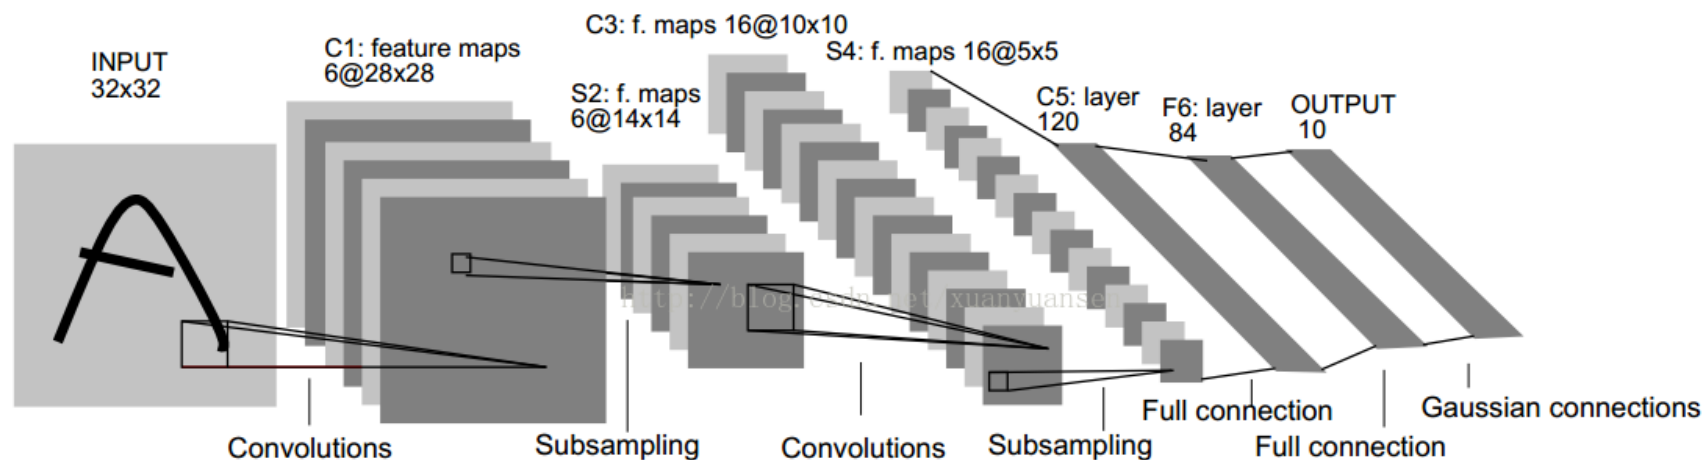 INPUT
32x32
C1: feature maps
6@28x28
S2: f. maps
6@14x14
C3: f. maps 16@10x10
S4: f. maps 16@5x5
C5: layer
120
F6: layer
84
OUTPUT
10
Convolutions
Subsampling
Convolutions
Subsampling
Full connection
Full connection
Gaussian connections